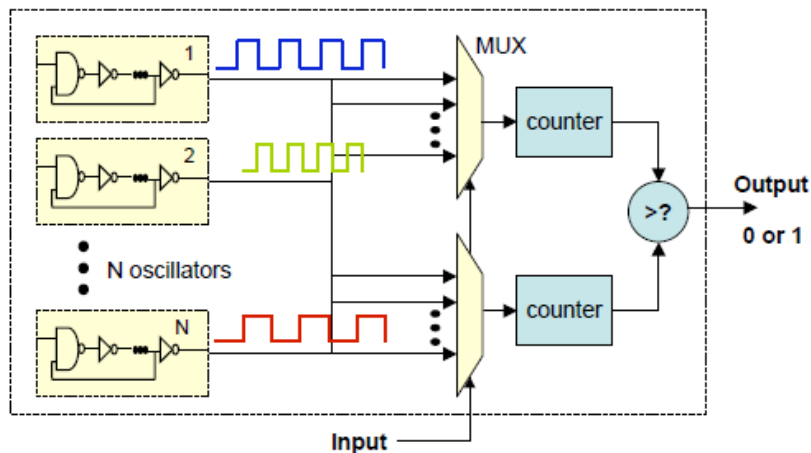 1
MUX
counter
2
Output
>?
0 or 1
N oscillators
counter
N
Input